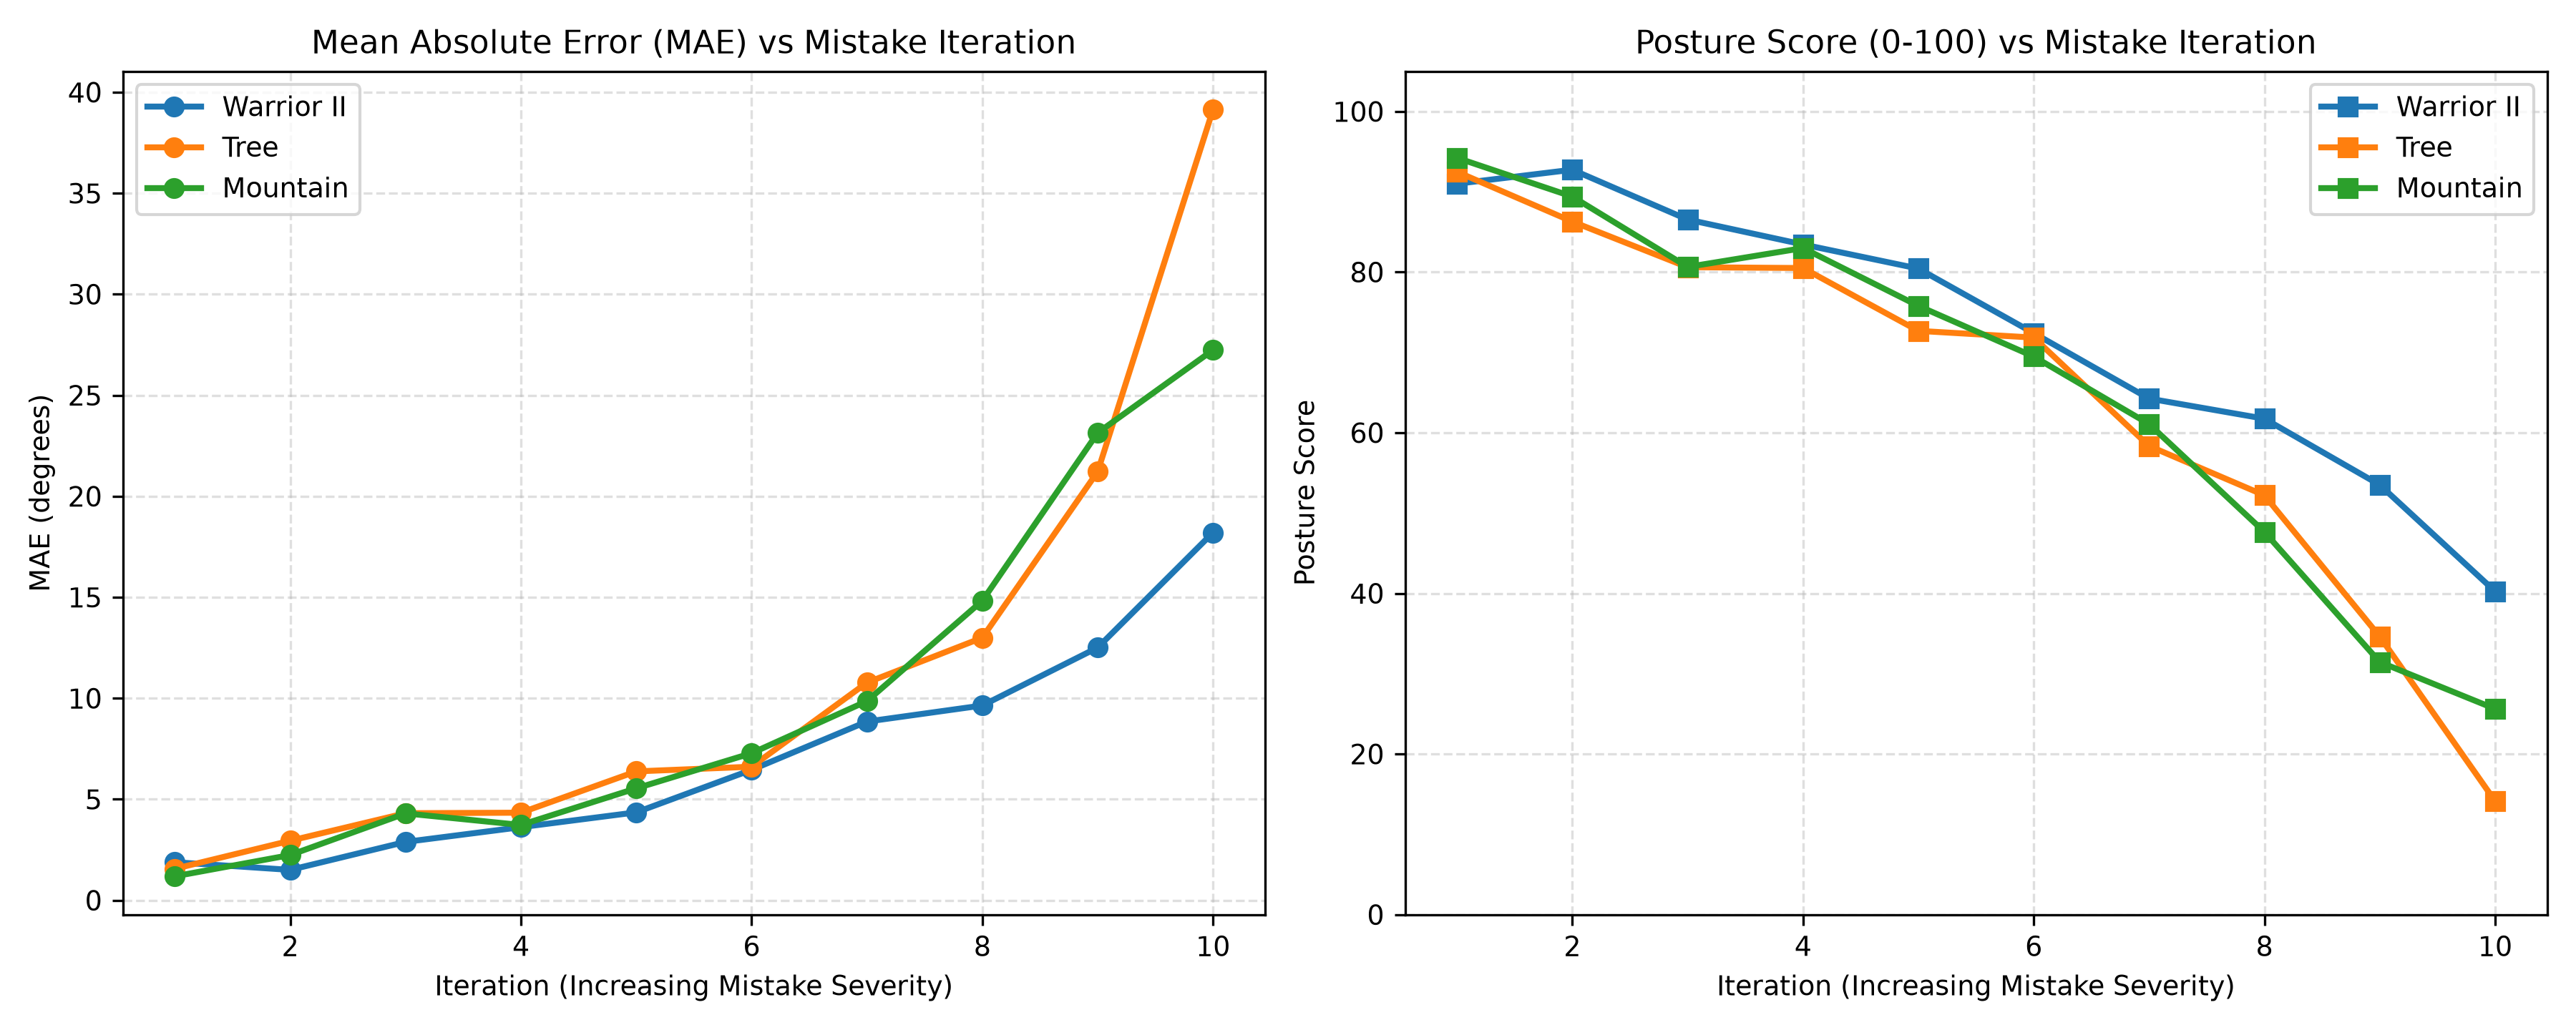 Mean Absolute Error (MAE) vs Mistake Iteration
40
35
30
25
20
15
10
5
0
MAE (degrees)
Warrior II
Tree
Mountain
2
4
6
8
10
Iteration (Increasing Mistake Severity)
Posture Score (0-100) vs Mistake Iteration
100
80
60
40
20
0
Posture Score
Warrior II
Tree
Mountain
2
4
6
8
10
Iteration (Increasing Mistake Severity)